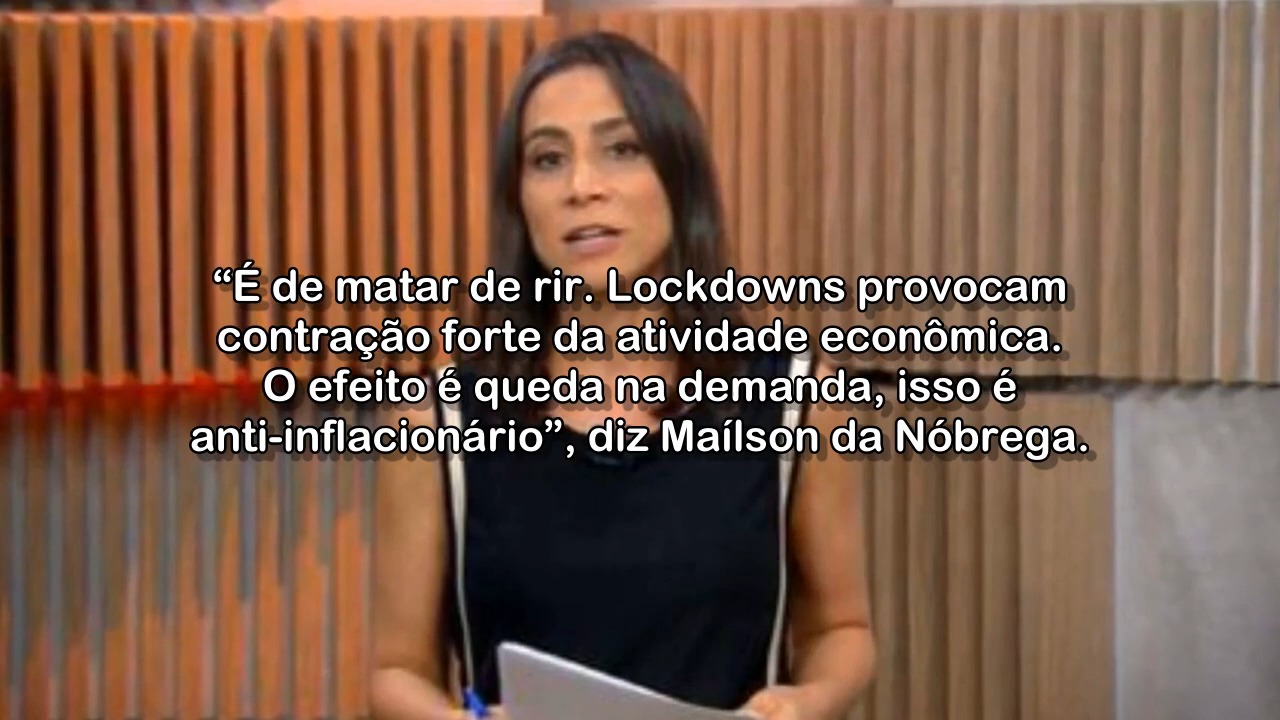 “É de matar de rir. Lockdowns provocam
contração forte da atividade econômica.
O efeito é queda na demanda, isso é
anti-inflacionário”, diz Maílson da Nóbrega.